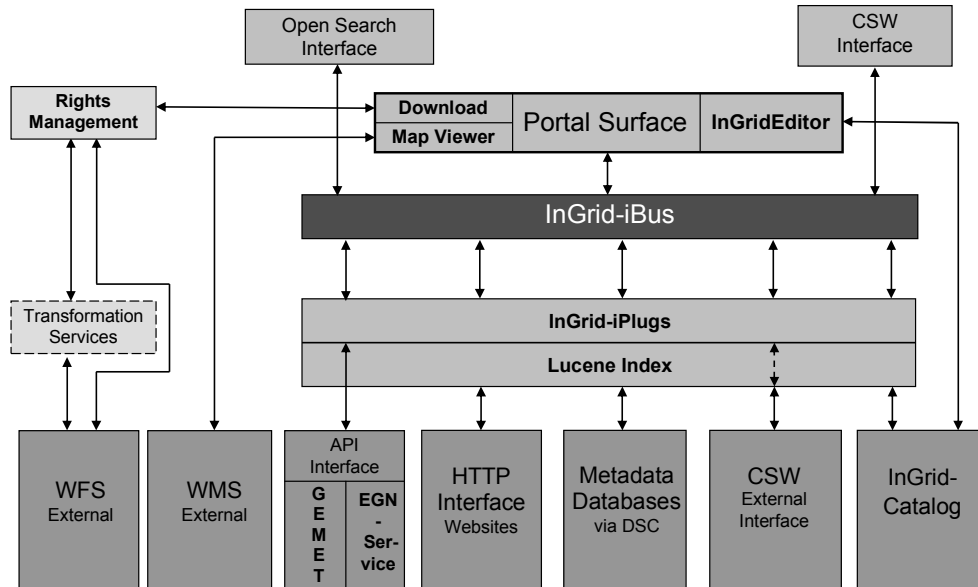 Open Search
Interface
CSW
Interface
Rights
Management
Download
Map Viewer
Portal Surface
InGridEditor
InGrid-iBus
Transformation
Services
InGrid-iPlugs
Lucene Index
WFS
External
WMS
External
API
Interface
G
E
M
E
T
EGN
-
Ser-
vice
HTTP
Interface
Websites
Metadata
Databases
via DSC
CSW
External
Interface
InGrid-
Catalog